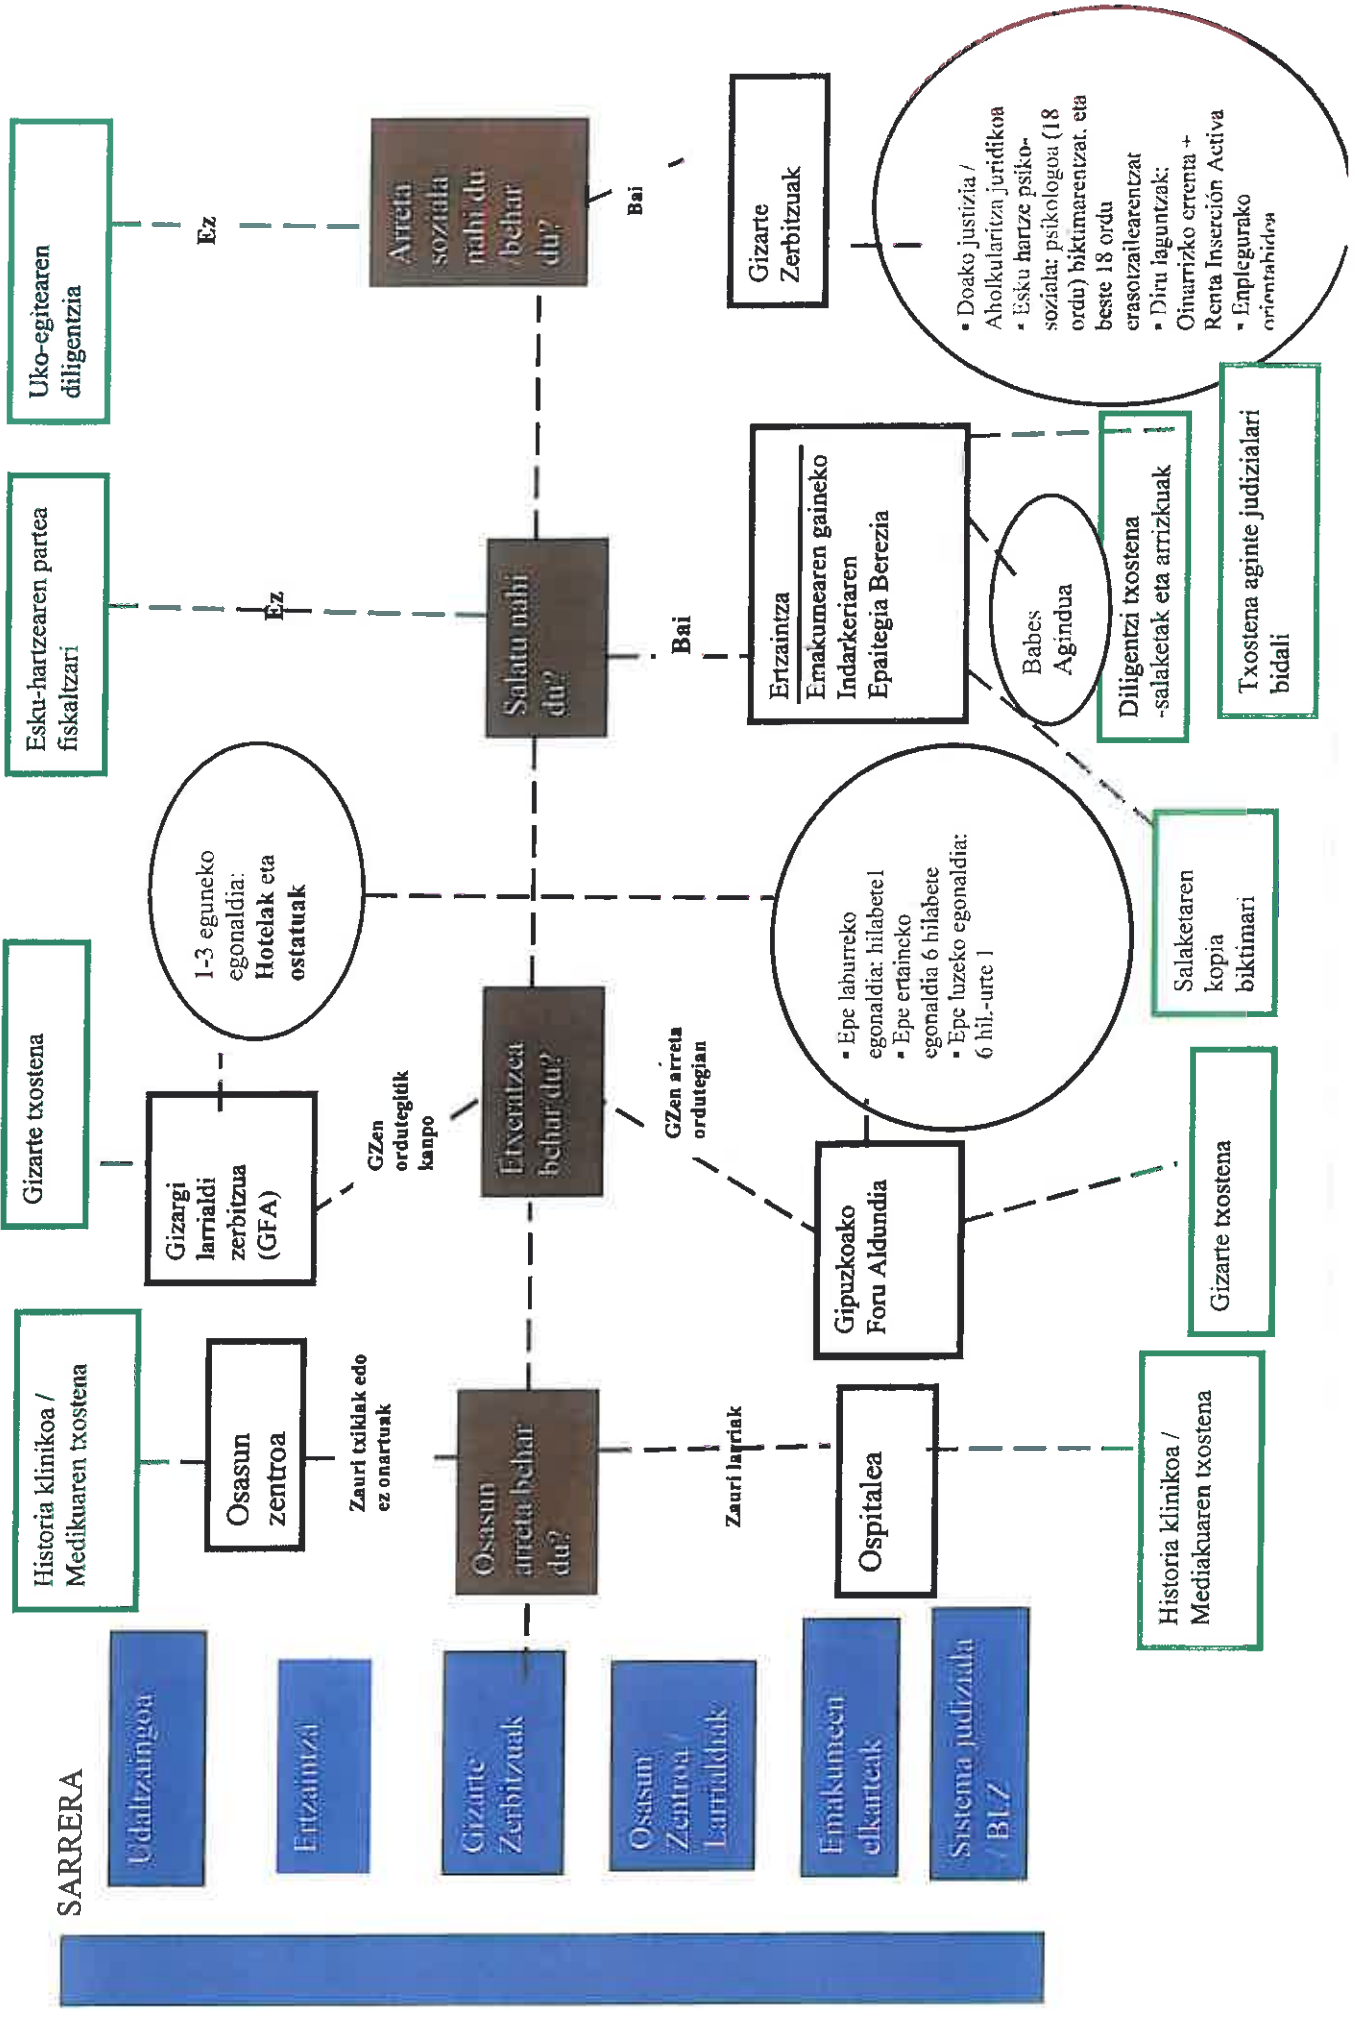 SARRERA
Udaltzaingoa
Ertzaintza
Gizarte
Zerbitzuak
Osasun
Zentroa /
Larrialdiak
Emakumeen
elkarteak
Sistema judiziala
/ BLZ
Historia klinikoa /
Medikuaren txostena
Osasun
zentroa
Zauri txikiak edo
ez onartuak
Osasun
arreta behar
du?
Zauri larriak
Ospitalea
Historia klinikoa /
Mediakuaren txostena
Gizarte txostena
Gizargi
larrialdi
zerbitzua
(GFA)
1-3 eguneko
egonaldia:
Hotelak eta
ostatuak
GZen
ordutegitik
kanpo
Etxeratzea
behar du?
GZen arreta
ordutegian
Gipuzkoako
Foru Aldundia
▪ Epe laburreko
egonaldia: hilabete1
▪ Epe ertaineko
egonaldia 6 hilabete
▪ Epe luzeko egonaldia:
6 hil.-urte 1
Gizarte txostena
Esku-hartzearen partea
fiskaltzari
Ez
Salatu nahi
du?
Bai
Ertzaintza
Emakumearen gaineko
Indarkeriaren
Epaitegia Berezia
Babes
Agindua
Salaketaren
kopia
biktimari
Diligentzi txostena
-salaketak eta arrizkuak
Txostena aginte judizialari
bidali
Uko-egitearen
diligentzia
Ez
Arreta
soziala
nahi du
/behar
du?
Bai
Gizarte
Zerbitzuak
▪ Doako justizia /
Aholkularitza juridikoa
▪ Esku hartze psiko-
soziala: psikologoa (18
ordu) biktimarentzat. eta
beste 18 ordu
erasotzailearentzat
▪ Diru laguntzak:
Oinarrizko errenta +
Renta Inserción Activa
▪ Enplegurako
orientabidea